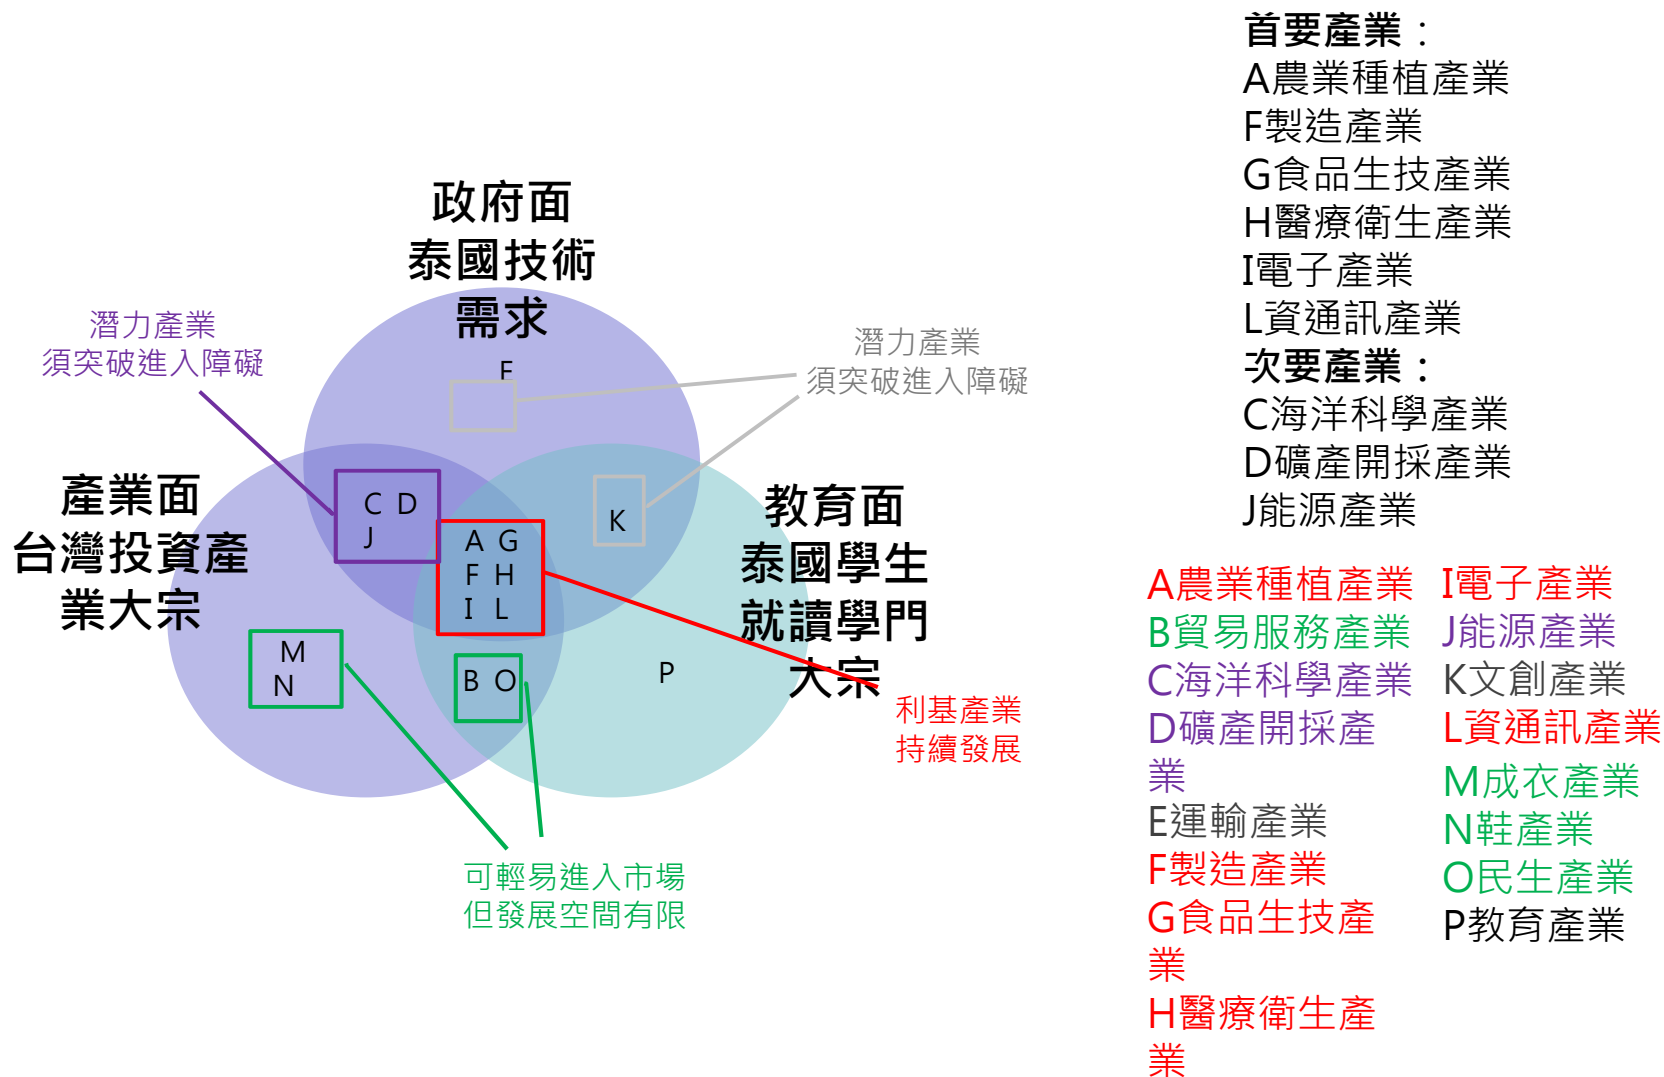 首要產業：
A農業種植產業
F製造產業
G食品生技產業
H醫療衛生產業
I電子產業
L資通訊產業
次要產業：
C海洋科學產業
D礦產開採產業
J能源產業
政府面
泰國技術
需求
潛力產業
須突破進入障礙
潛力產業
須突破進入障礙
E
產業面
台灣投資產
業大宗
教育面
泰國學生
就讀學門
大宗
C D
J
K
A G
F H
I L
M
N
B O
P
利基產業
持續發展
可輕易進入市場
但發展空間有限
A農業種植產業
B貿易服務產業
C海洋科學產業
D礦產開採產
業
E運輸產業
F製造產業
G食品生技產
業
H醫療衛生產
業
I電子產業
J能源產業
K文創產業
L資通訊產業
M成衣產業
N鞋產業
O民生產業
P教育產業